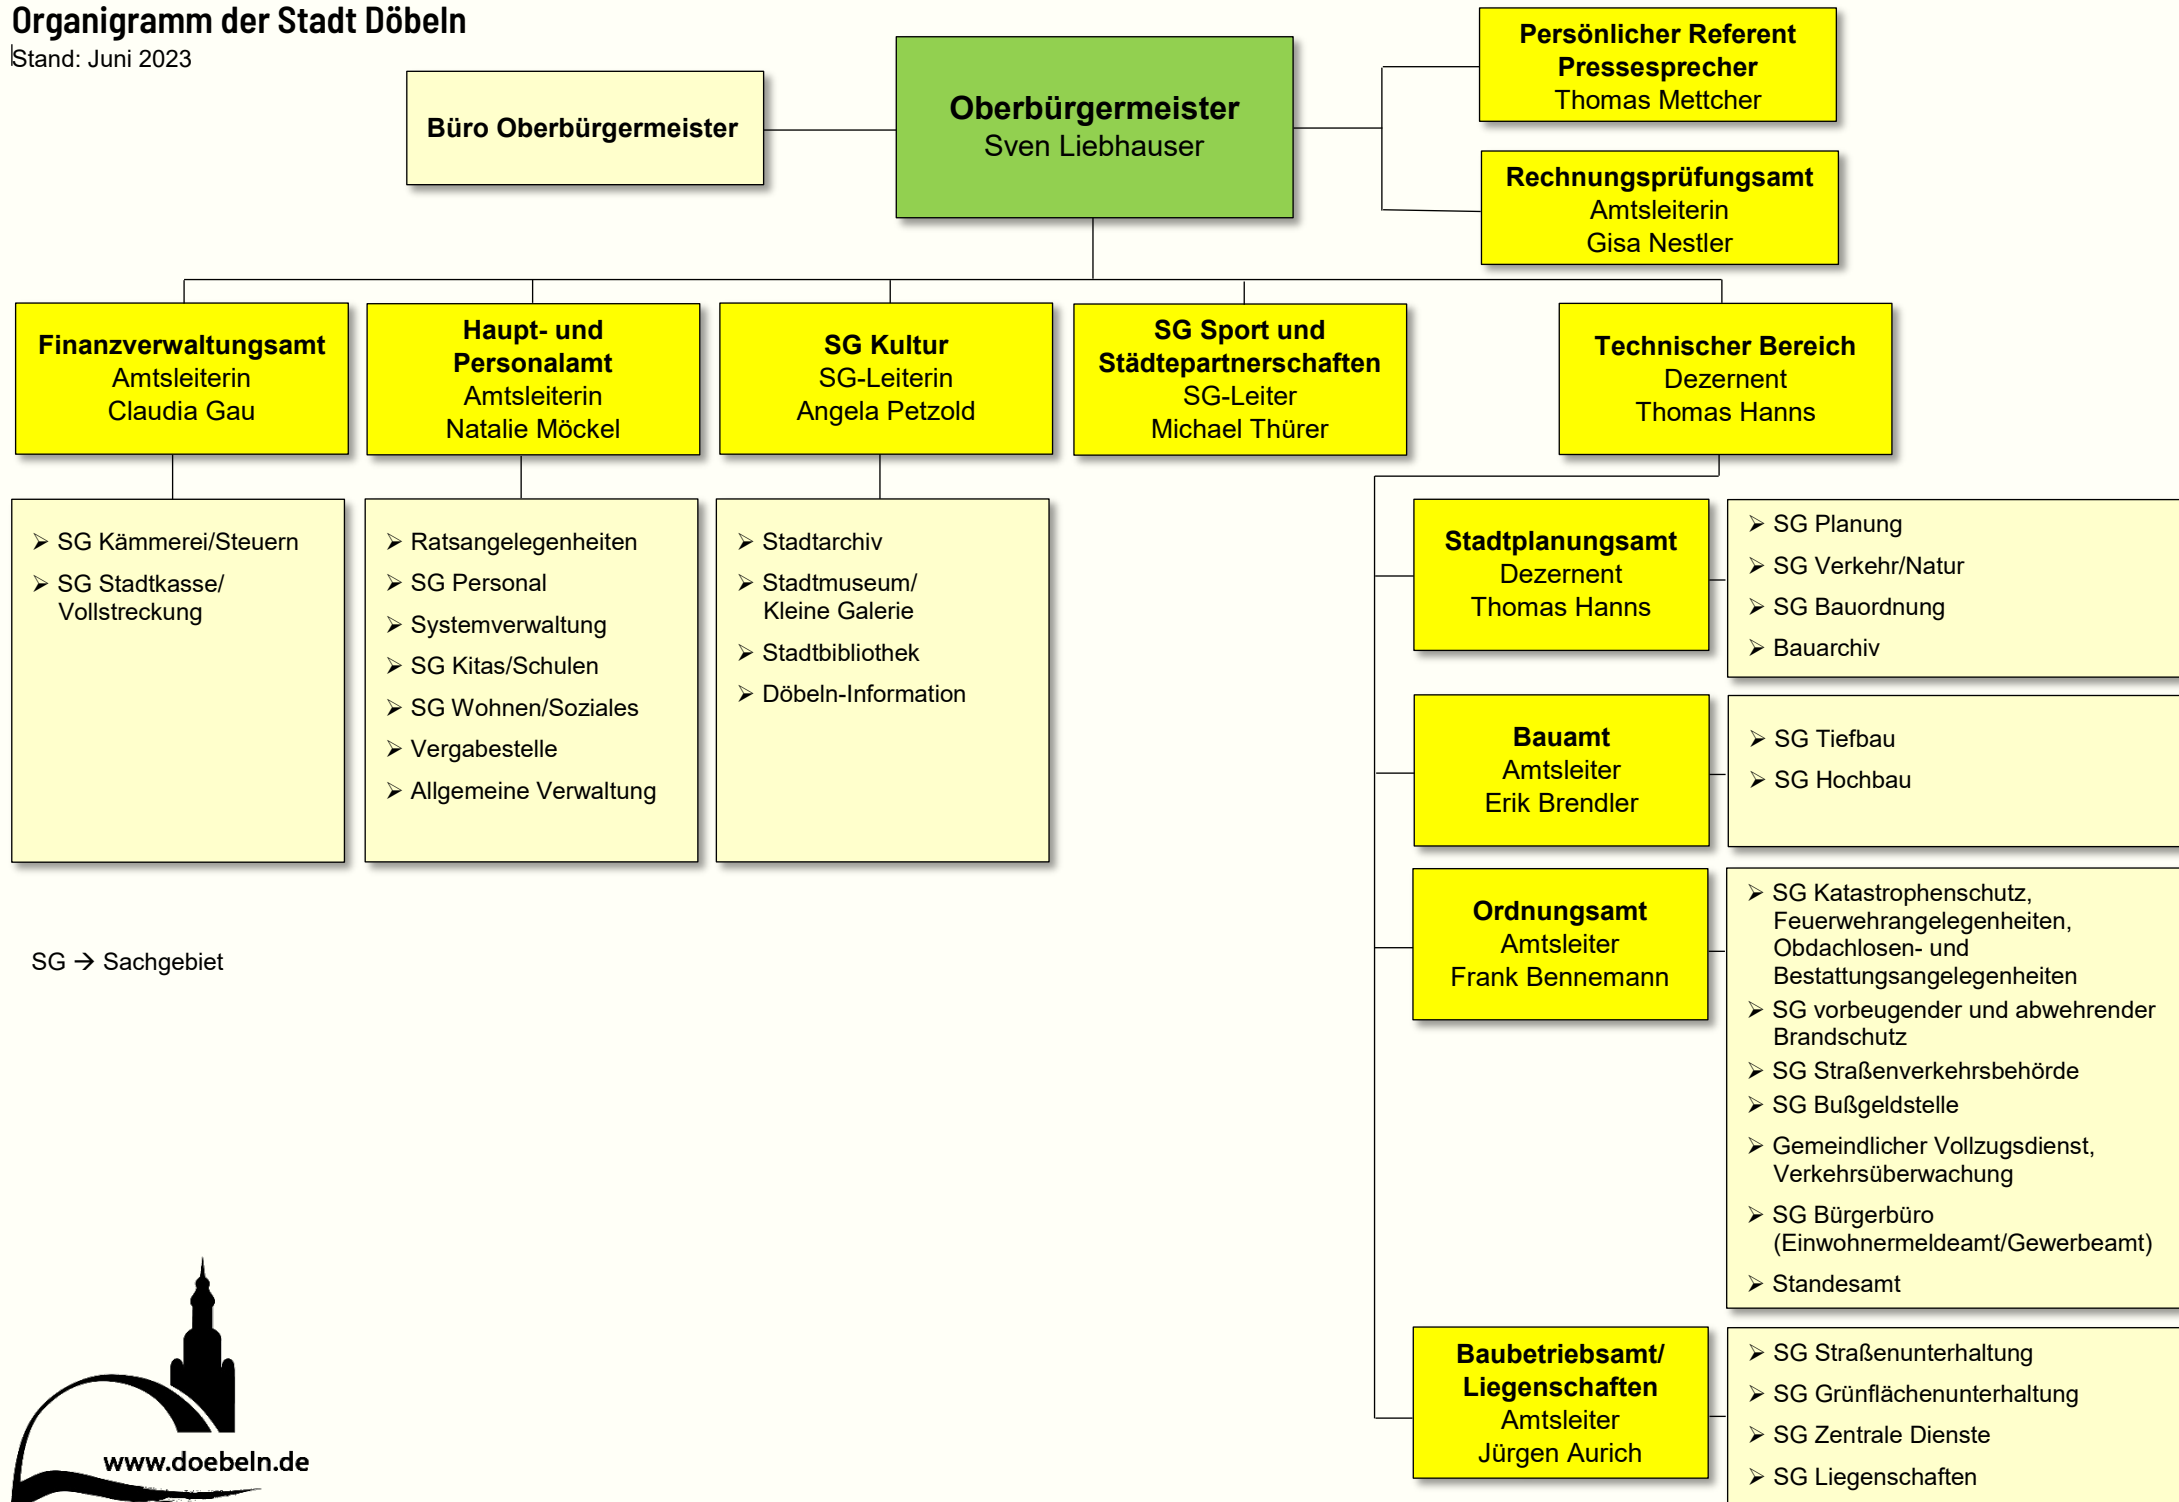 Organigramm der Stadt Döbeln
Stand: Juni 2023
Büro Oberbürgermeister
Oberbürgermeister
Sven Liebhauser
Persönlicher Referent
Pressesprecher
Thomas Mettcher
Rechnungsprüfungsamt
Amtsleiterin
Gisa Nestler
Finanzverwaltungsamt
Amtsleiterin
Claudia Gau
Haupt- und
Personalamt
Amtsleiterin
Natalie Möckel
SG Kultur
SG-Leiterin
Angela Petzold
SG Sport und
Städtepartnerschaften
SG-Leiter
Michael Thürer
Technischer Bereich
Dezernent
Thomas Hanns
➢ SG Kämmerei/Steuern
➢ SG Stadtkasse/
Vollstreckung
➢ Ratsangelegenheiten
➢ SG Personal
➢ Systemverwaltung
➢ SG Kitas/Schulen
➢ SG Wohnen/Soziales
➢ Vergabestelle
➢ Allgemeine Verwaltung
➢ Stadtarchiv
➢ Stadtmuseum/
Kleine Galerie
➢ Stadtbibliothek
➢ Döbeln-Information
Stadtplanungsamt
Dezernent
Thomas Hanns
➢ SG Planung
➢ SG Verkehr/Natur
➢ SG Bauordnung
➢ Bauarchiv
Bauamt
Amtsleiter
Erik Brendler
➢ SG Tiefbau
➢ SG Hochbau
Ordnungsamt
Amtsleiter
Frank Bennemann
➢ SG Katastrophenschutz,
Feuerwehrangelegenheiten,
Obdachlosen- und
Bestattungsangelegenheiten
➢ SG vorbeugender und abwehrender
Brandschutz
➢ SG Straßenverkehrsbehörde
➢ SG Bußgeldstelle
➢ Gemeindlicher Vollzugsdienst,
Verkehrsüberwachung
➢ SG Bürgerbüro
(Einwohnermeldeamt/Gewerbeamt)
➢ Standesamt
Baubetriebsamt/
Liegenschaften
Amtsleiter
Jürgen Aurich
➢ SG Straßenunterhaltung
➢ SG Grünflächenunterhaltung
➢ SG Zentrale Dienste
➢ SG Liegenschaften
SG → Sachgebiet
www.doebeln.de